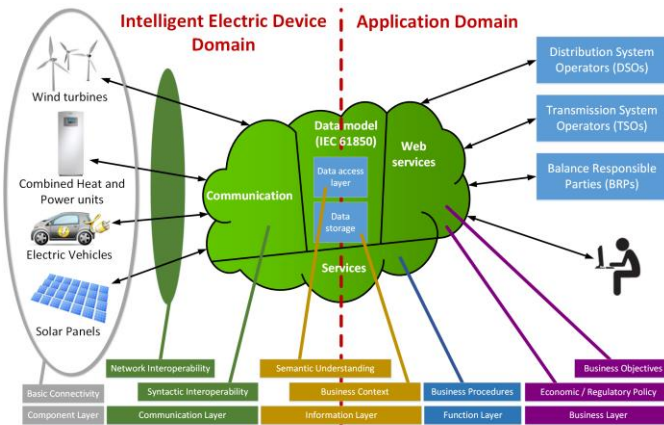 Intelligent Electric Device
Domain
Application Domain
Wind turbines
Combined Heat and
Power units
Electric Vehicles
Solar Panels
Communication
Data model
(IEC 61850)
Data access
layer
Data
storage
Web
services
Services
Distribution System
Operators (DSOs)
Transmission System
Operators (TSOs)
Balance Responsible
Parties (BRPs)
Network Interoperability
Semantic Understanding
Business Objectives
Basic Connectivity
Syntactic Interoperability
Business Context
Business Procedures
Economic / Regulatory Policy
Component Layer
Communication Layer
Information Layer
Function Layer
Business Layer